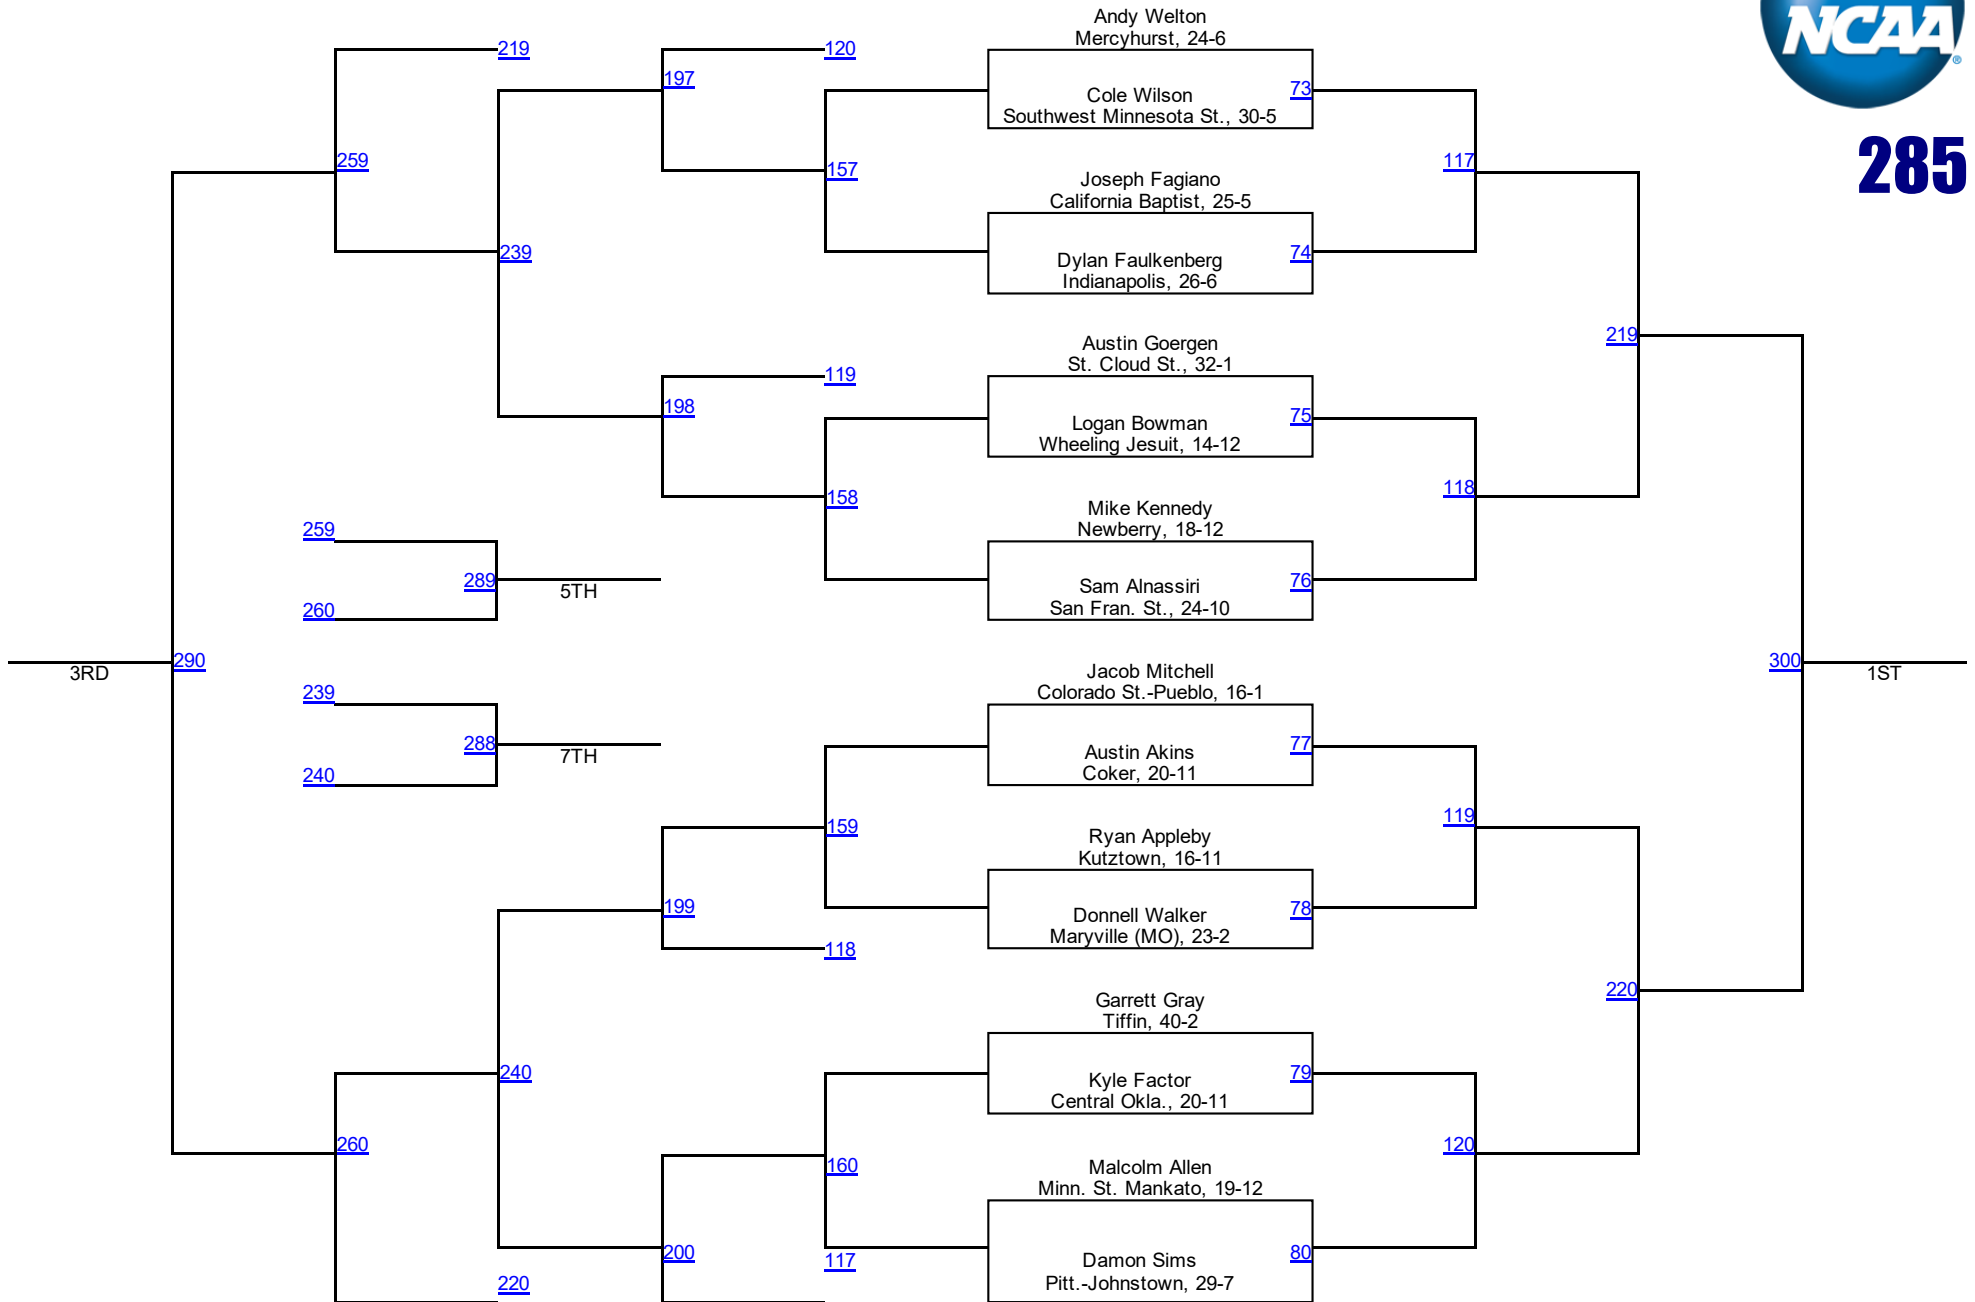 NCAA
®
285
219
197
120
259
239
157
119
198
158
259
289
5TH
260
290
3RD
239
288
7TH
240
159
199
118
240
260
160
200
117
220
Andy Welton
Mercyhurst, 24-6
73
Cole Wilson
Southwest Minnesota St., 30-5
Joseph Fagiano
California Baptist, 25-5
74
Dylan Faulkenberg
Indianapolis, 26-6
Austin Goergen
St. Cloud St., 32-1
75
Logan Bowman
Wheeling Jesuit, 14-12
Mike Kennedy
Newberry, 18-12
76
Sam Alnassiri
San Fran. St., 24-10
Jacob Mitchell
Colorado St.-Pueblo, 16-1
77
Austin Akins
Coker, 20-11
Ryan Appleby
Kutztown, 16-11
78
Donnell Walker
Maryville (MO), 23-2
Garrett Gray
Tiffin, 40-2
79
Kyle Factor
Central Okla., 20-11
Malcolm Allen
Minn. St. Mankato, 19-12
80
Damon Sims
Pitt.-Johnstown, 29-7
117
118
119
120
219
220
300
1ST